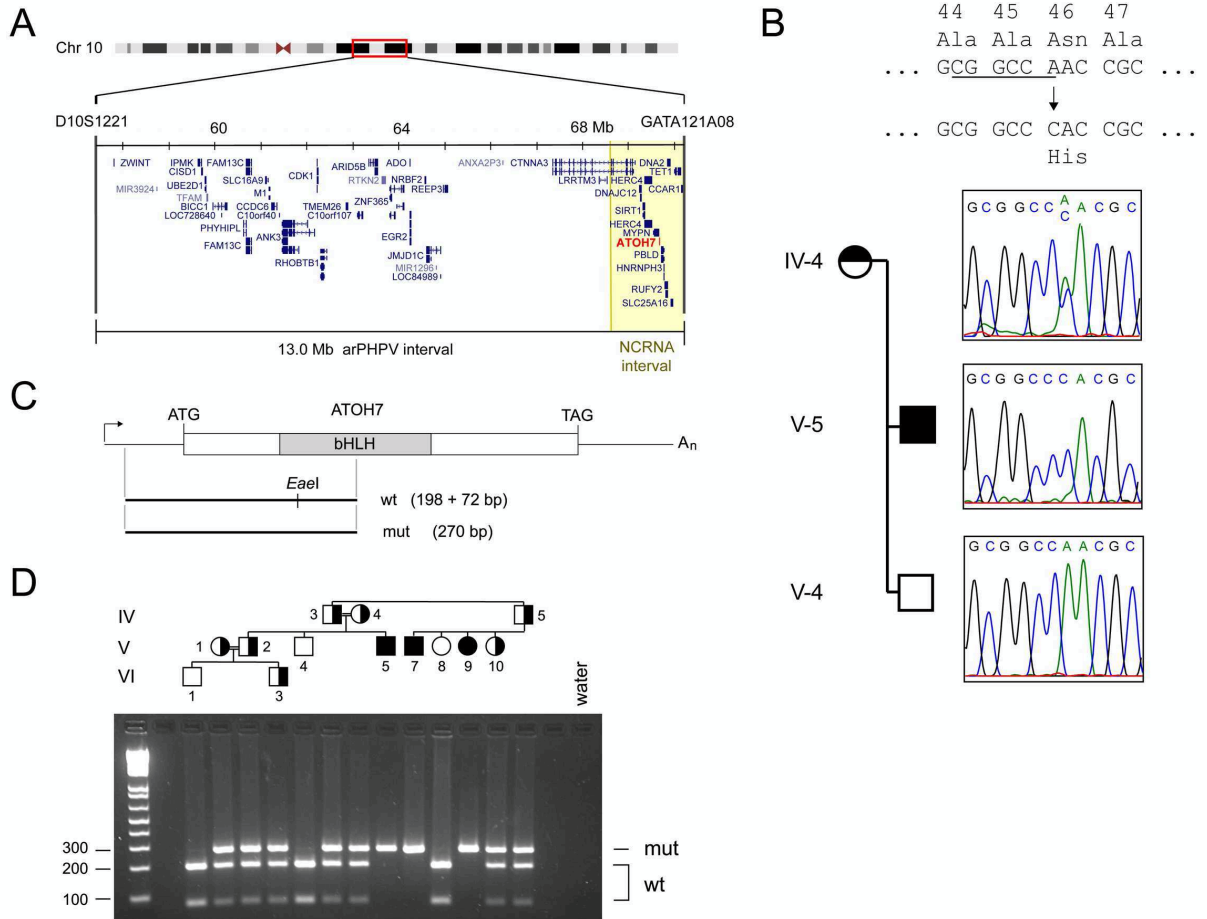 A
Chr 10
D10S1221
60
64
68 Mb
GATA121A08
ZWINT
IPMK
FAM13C
ARID5B
ADO
ANXA2P3
CTNNA3
DNA2
CISD1
CDK1
RTKN2
TET1
MIR3924
UBE2D1
SLC16A9
NRBF2
LRRTM3
HERC4
TFAM
M1
REEP3
DNAJC12
CCAR1
BICC1
CCDC6
TMEM26
ZNF365
SIRT1
LOC728640
C10orf40
C10orf107
HERC4
PHYHIPL
ANK3
EGR2
MYPN
FAM13C
ATOH7
RHOBTB1
JMJD1C
PBLD
MIR1296
HNRNPH3
LOC84989
RUFY2
SLC25A16
13.0 Mb arPHPV interval
NCRNA
interval
B
44 45 46 47
Ala Ala Asn Ala
... GCG GCC AAC CGC ...
... GCG GCC CAC CGC ...
His
IV-4
A
G C G G C C A C G C
C
V-5
G C G G C C C A C G C
V-4
G C G G C C A A C G C
C
ATG
ATOH7
TAG
bHLH
An
EaeI
wt (198 + 72 bp)
mut (270 bp)
D
IV
3
4
5
V
1
2
4
5
7
8
9
10
VI
1
3
water
300
200
100
mut
wt